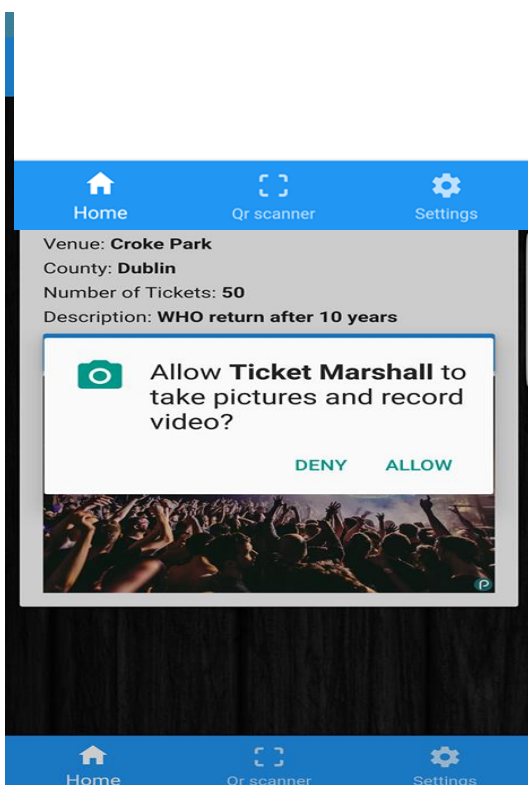 Home Qr scanner Settings
Venue: Croke Park
County: Dublin
Number of Tickets: 50
Description: WHO return after 10 years
Allow Ticket Marshall to
take pictures and record
video?
DENY ALLOW
Home Qr scanner Settings